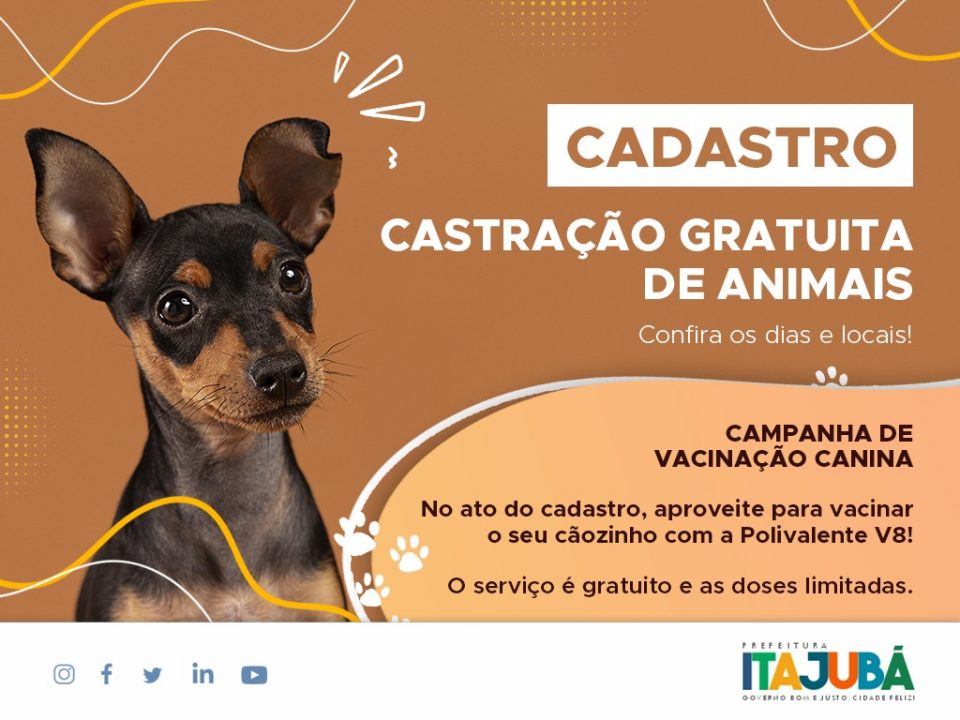 CADASTRO
CASTRAÇÃO GRATUITA
DE ANIMAIS
Confira os dias e locais!
CAMPANHA DE
VACINAÇÃO CANINA
No ato do cadastro, aproveite para vacinar
o seu cãozinho com a Polivalente V8!
O serviço é gratuito e as doses limitadas.
PREFEITURA
ITAJUBÁ
GOVERNO BOM E JUSTO, CIDADE FELIZ!